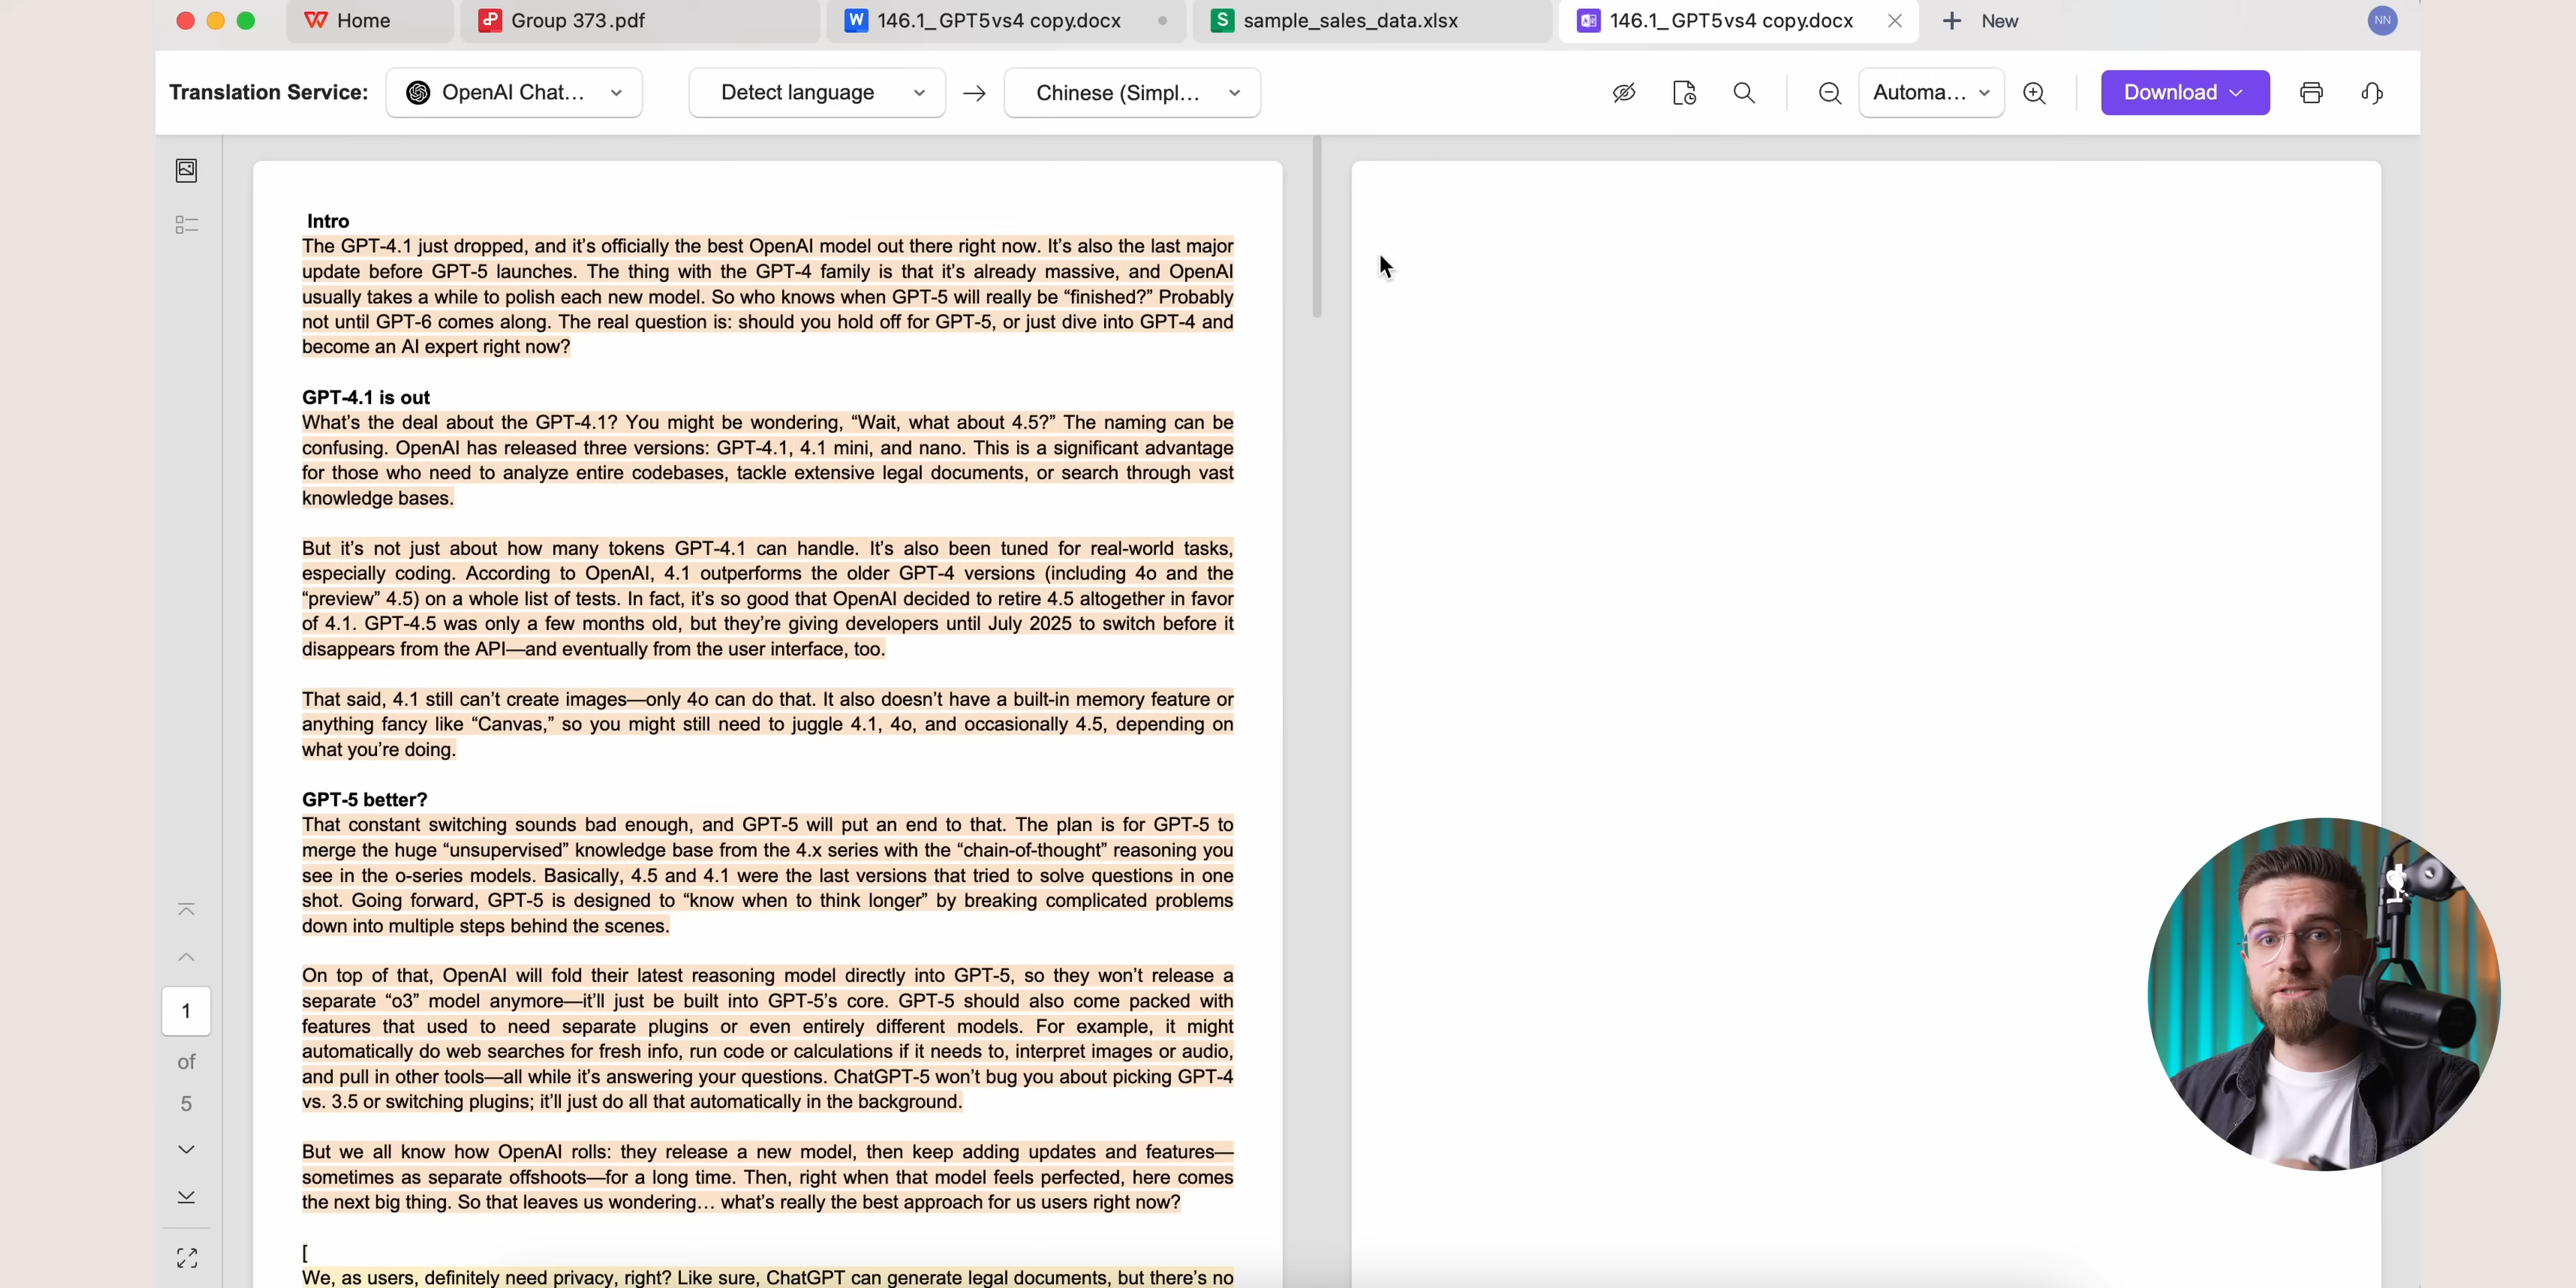 Home
Group 373.pdf
W 146.1_GPT5vs4 copy.docx
S sample_sales_data.xlsx
146.1_GPT5vs4 copy.docx
New
NN
Translation Service:
OpenAI Chat...
Detect language
Chinese (Simpl...
Automa...
Download
Intro
The GPT-4.1 just dropped, and it’s officially the best OpenAI model out there right now. It’s also the last major
update before GPT-5 launches. The thing with the GPT-4 family is that it’s already massive, and OpenAI
usually takes a while to polish each new model. So who knows when GPT-5 will really be “finished?” Probably
not until GPT-6 comes along. The real question is: should you hold off for GPT-5, or just dive into GPT-4 and
become an AI expert right now?
GPT-4.1 is out
What’s the deal about the GPT-4.1? You might be wondering, “Wait, what about 4.5?” The naming can be
confusing. OpenAI has released three versions: GPT-4.1, 4.1 mini, and nano. This is a significant advantage
for those who need to analyze entire codebases, tackle extensive legal documents, or search through vast
knowledge bases.
But it’s not just about how many tokens GPT-4.1 can handle. It’s also been tuned for real-world tasks,
especially coding. According to OpenAI, 4.1 outperforms the older GPT-4 versions (including 4o and the
“preview” 4.5) on a whole list of tests. In fact, it’s so good that OpenAI decided to retire 4.5 altogether in favor
of 4.1. GPT-4.5 was only a few months old, but they’re giving developers until July 2025 to switch before it
disappears from the API—and eventually from the user interface, too.
That said, 4.1 still can’t create images—only 4o can do that. It also doesn’t have a built-in memory feature or
anything fancy like “Canvas,” so you might still need to juggle 4.1, 4o, and occasionally 4.5, depending on
what you’re doing.
GPT-5 better?
That constant switching sounds bad enough, and GPT-5 will put an end to that. The plan is for GPT-5 to
merge the huge “unsupervised” knowledge base from the 4.x series with the “chain-of-thought” reasoning you
see in the o-series models. Basically, 4.5 and 4.1 were the last versions that tried to solve questions in one
shot. Going forward, GPT-5 is designed to “know when to think longer” by breaking complicated problems
down into multiple steps behind the scenes.
On top of that, OpenAI will fold their latest reasoning model directly into GPT-5, so they won’t release a
separate “o3” model anymore—it’ll just be built into GPT-5’s core. GPT-5 should also come packed with
features that used to need separate plugins or even entirely different models. For example, it might
automatically do web searches for fresh info, run code or calculations if it needs to, interpret images or audio,
and pull in other tools—all while it’s answering your questions. ChatGPT-5 won’t bug you about picking GPT-4
vs. 3.5 or switching plugins; it’ll just do all that automatically in the background.
But we all know how OpenAI rolls: they release a new model, then keep adding updates and features—
sometimes as separate offshoots—for a long time. Then, right when that model feels perfected, here comes
the next big thing. So that leaves us wondering… what’s really the best approach for us users right now?
[
We, as users, definitely need privacy, right? Like sure, ChatGPT can generate legal documents, but there’s no
1
of
5